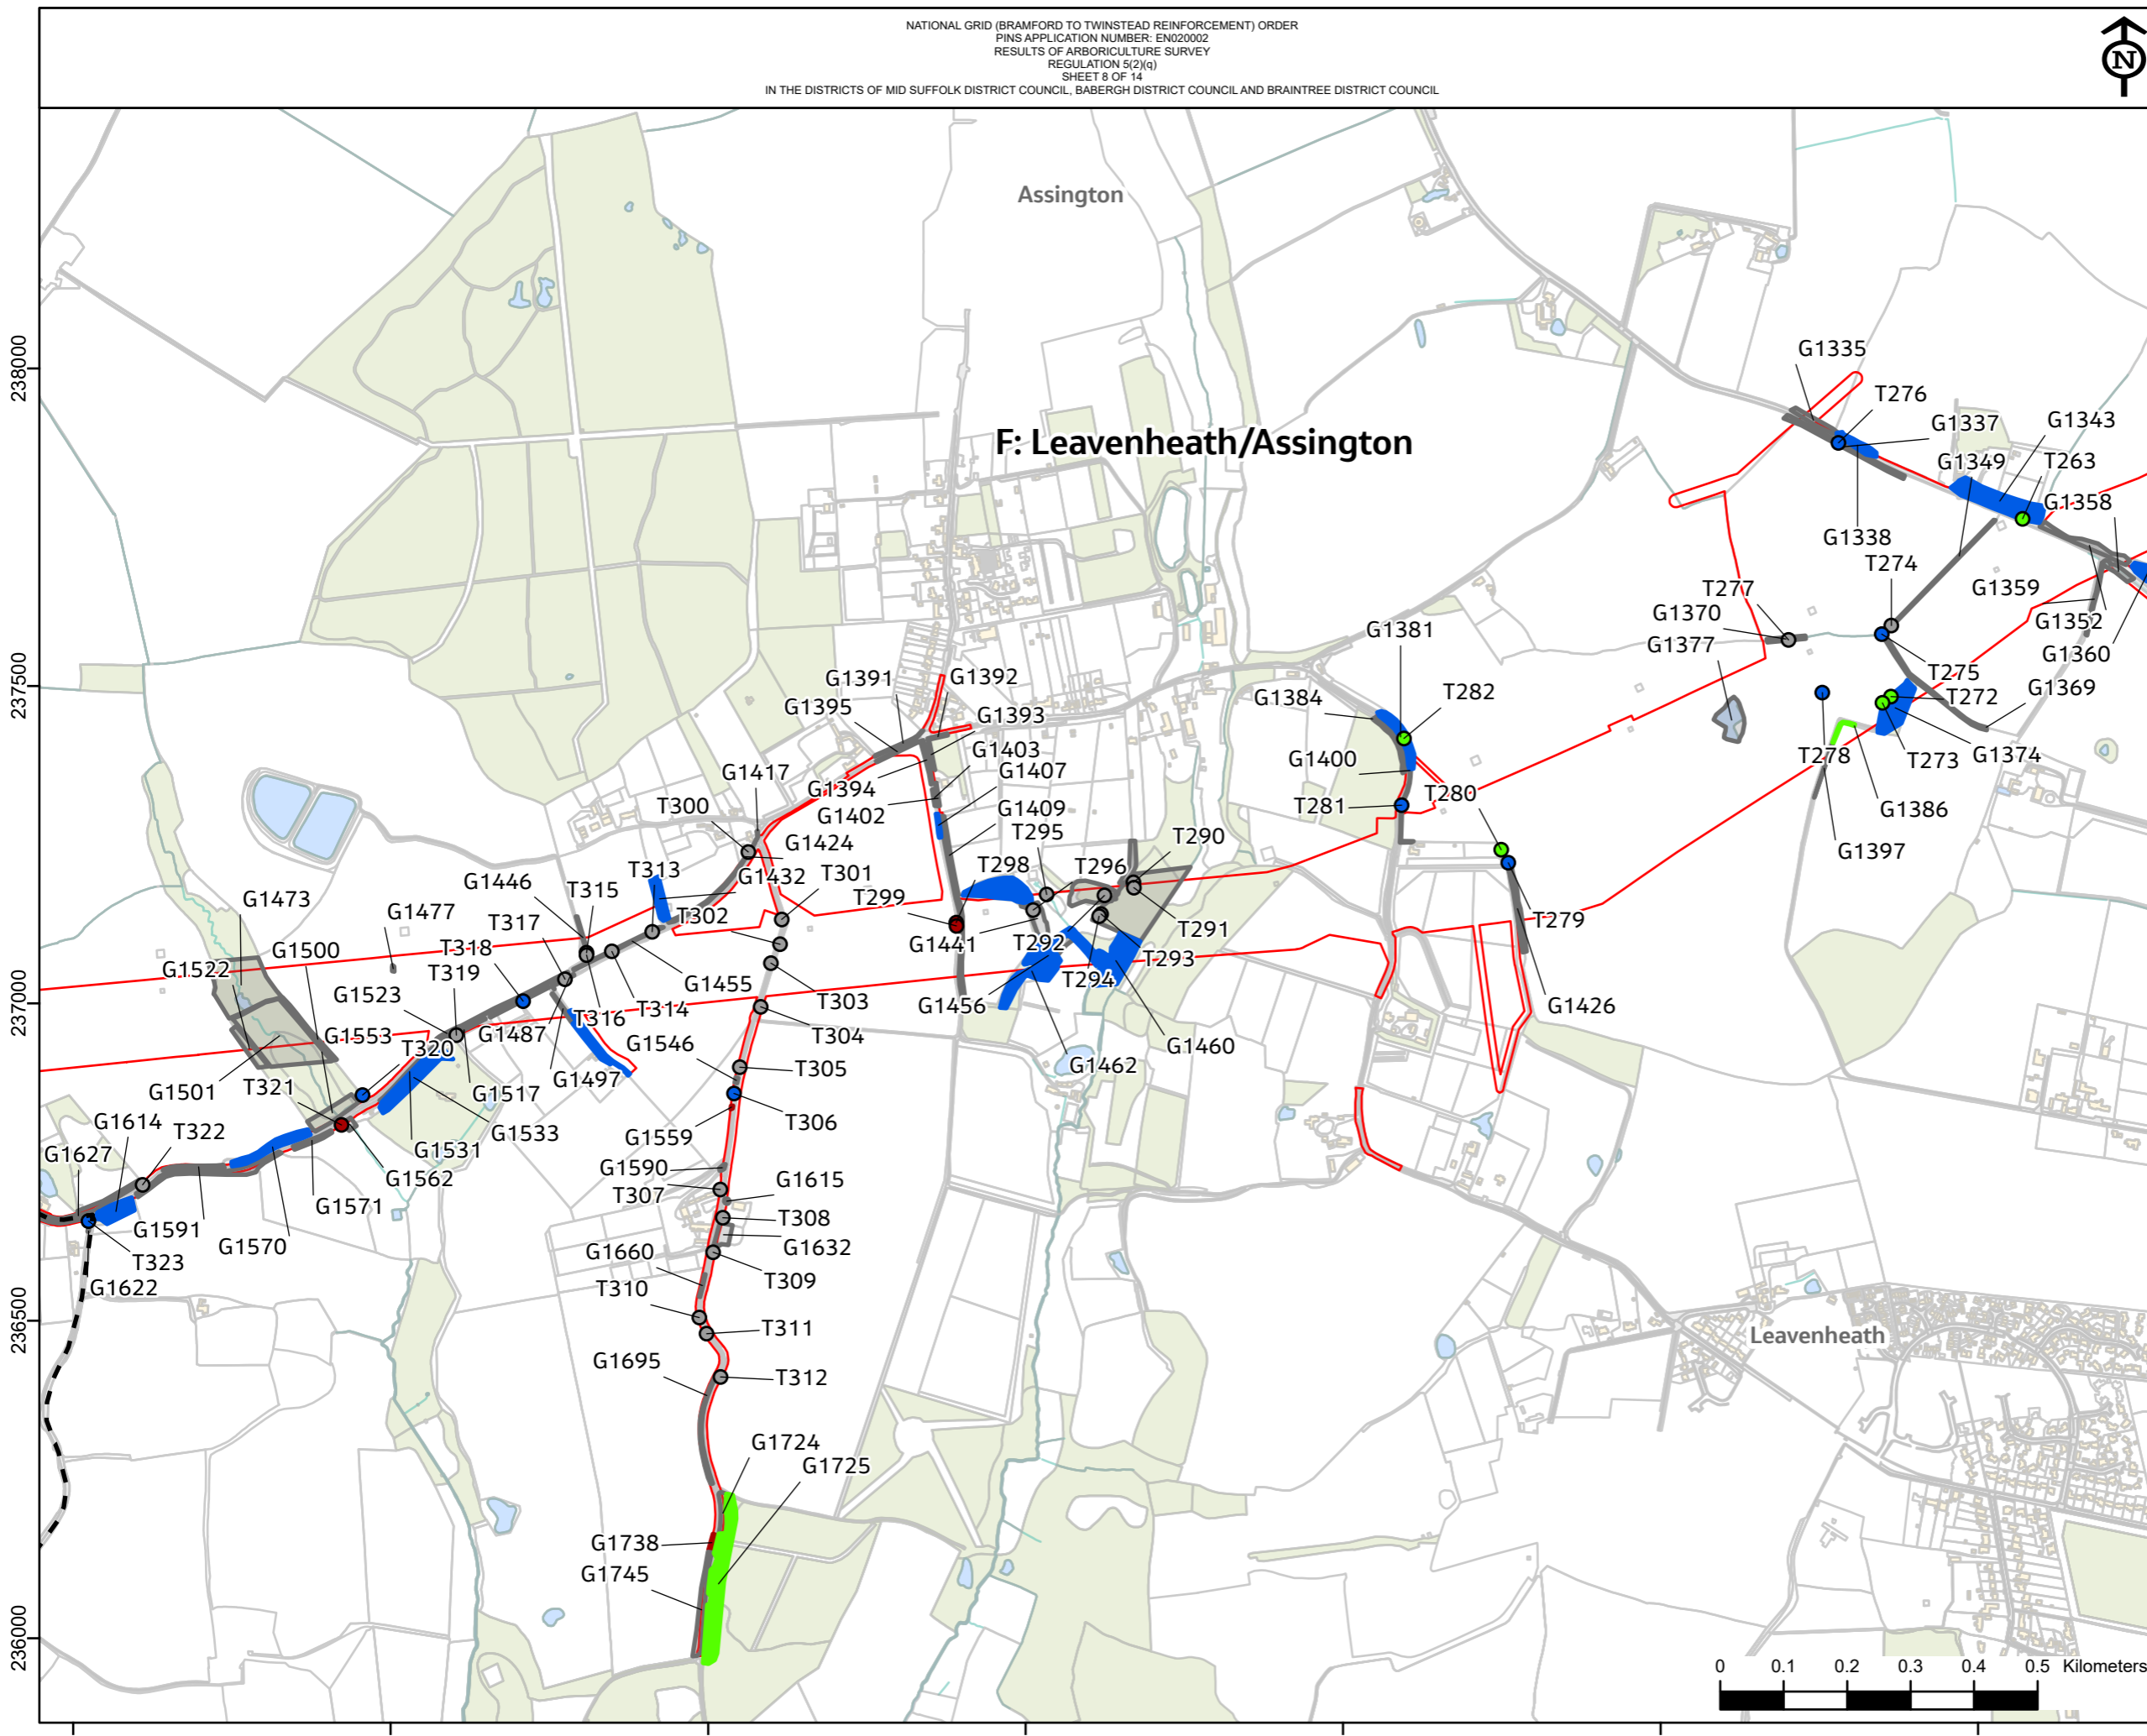 NATIONAL GRID (BRAMFORD TO TWINSTEAD REINFORCEMENT) ORDER
PINS APPLICATION NUMBER: EN020002
RESULTS OF ARBORICULTURE SURVEY
REGULATION 5(2)(q)
SHEET 8 OF 14
IN THE DISTRICTS OF MID SUFFOLK DISTRICT COUNCIL, BABERGH DISTRICT COUNCIL AND BRAINTREE DISTRICT COUNCIL
N
Assington
238000
G1335
T276
G1337
G1343
F: Leavenheath/Assington
G1349
T263
G1358
G1338
T274
T277
G1359
G1370
G1352
G1381
G1377
G1360
237500
G1391
G1392
T275
G1384
T282
T272
G1369
G1395
G1393
G1403
G1400
T278
T273
G1374
G1417
G1407
G1394
T300
G1402
G1409
T281
T280
G1386
T295
G1424
T290
G1397
T313
T298
T296
G1446
G1432
T301
G1473
T315
T299
G1477
T317
T302
T279
T291
G1500
T318
G1441
T292
T293
G1522
T319
T294
G1523
G1455
T303
G1456
G1426
237000
T314
G1553
G1487
T316
T304
T320
G1546
G1460
G1462
T305
G1501
T321
G1517
G1497
G1614
T322
T306
G1533
G1559
G1627
G1531
G1590
G1562
G1615
T307
G1571
T308
G1591
G1570
G1632
G1660
T323
T309
G1622
T310
236500
T311
Leavenheath
G1695
T312
G1724
G1725
G1738
G1745
236000
0 0.1 0.2 0.3 0.4 0.5 Kilometers